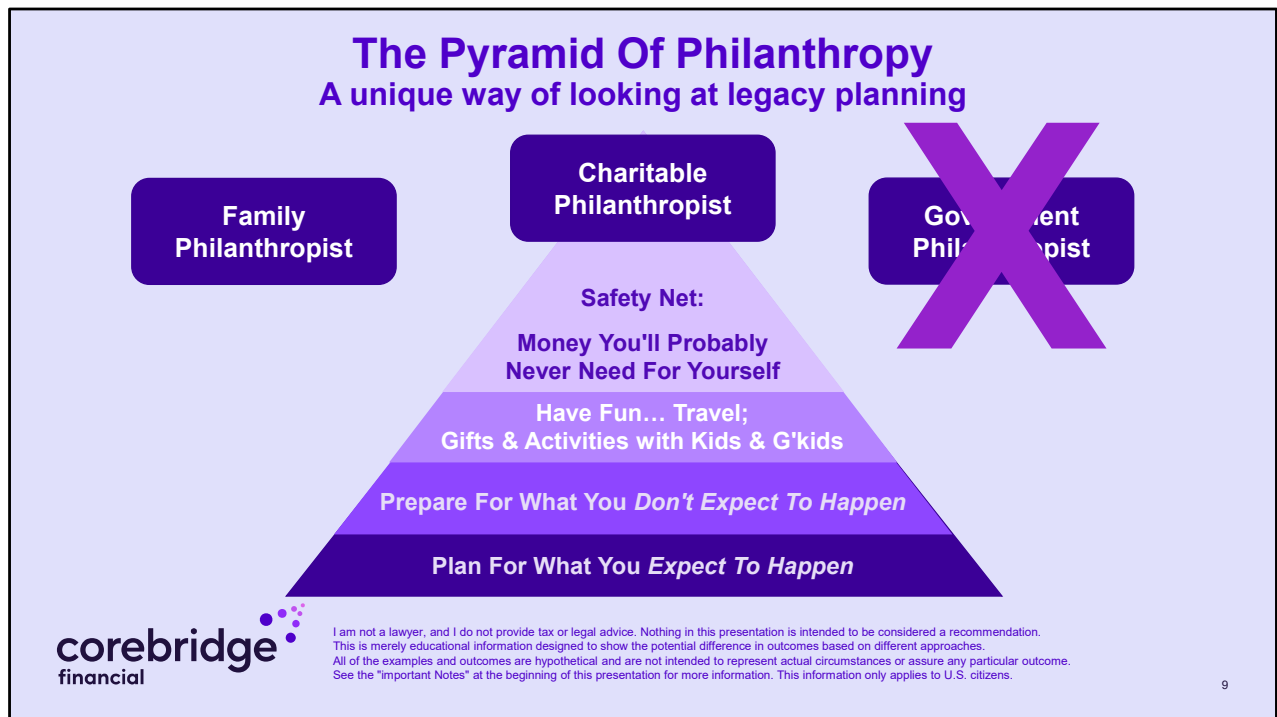 The Pyramid Of Philanthropy
A unique way of looking at legacy planning
Family
Philanthropist
Charitable
Philanthropist
Philanthropist
Safety Net:
Money You'll Probably
Never Need For Yourself
Have Fun… Travel;
Gifts & Activities with Kids & G'kids
Prepare For What You Don't Expect To Happen
Plan For What You Expect To Happen
corebridge
financial
I am not a lawyer, and I do not provide tax or legal advice. Nothing in this presentation is intended to be considered a recommendation.
This is merely educational information designed to show the potential difference in outcomes based on different approaches.
All of the examples and outcomes are hypothetical and are not intended to represent actual circumstances or assure any particular outcome.
See the "important Notes" at the beginning of this presentation for more information. This information only applies to U.S. citizens.
9